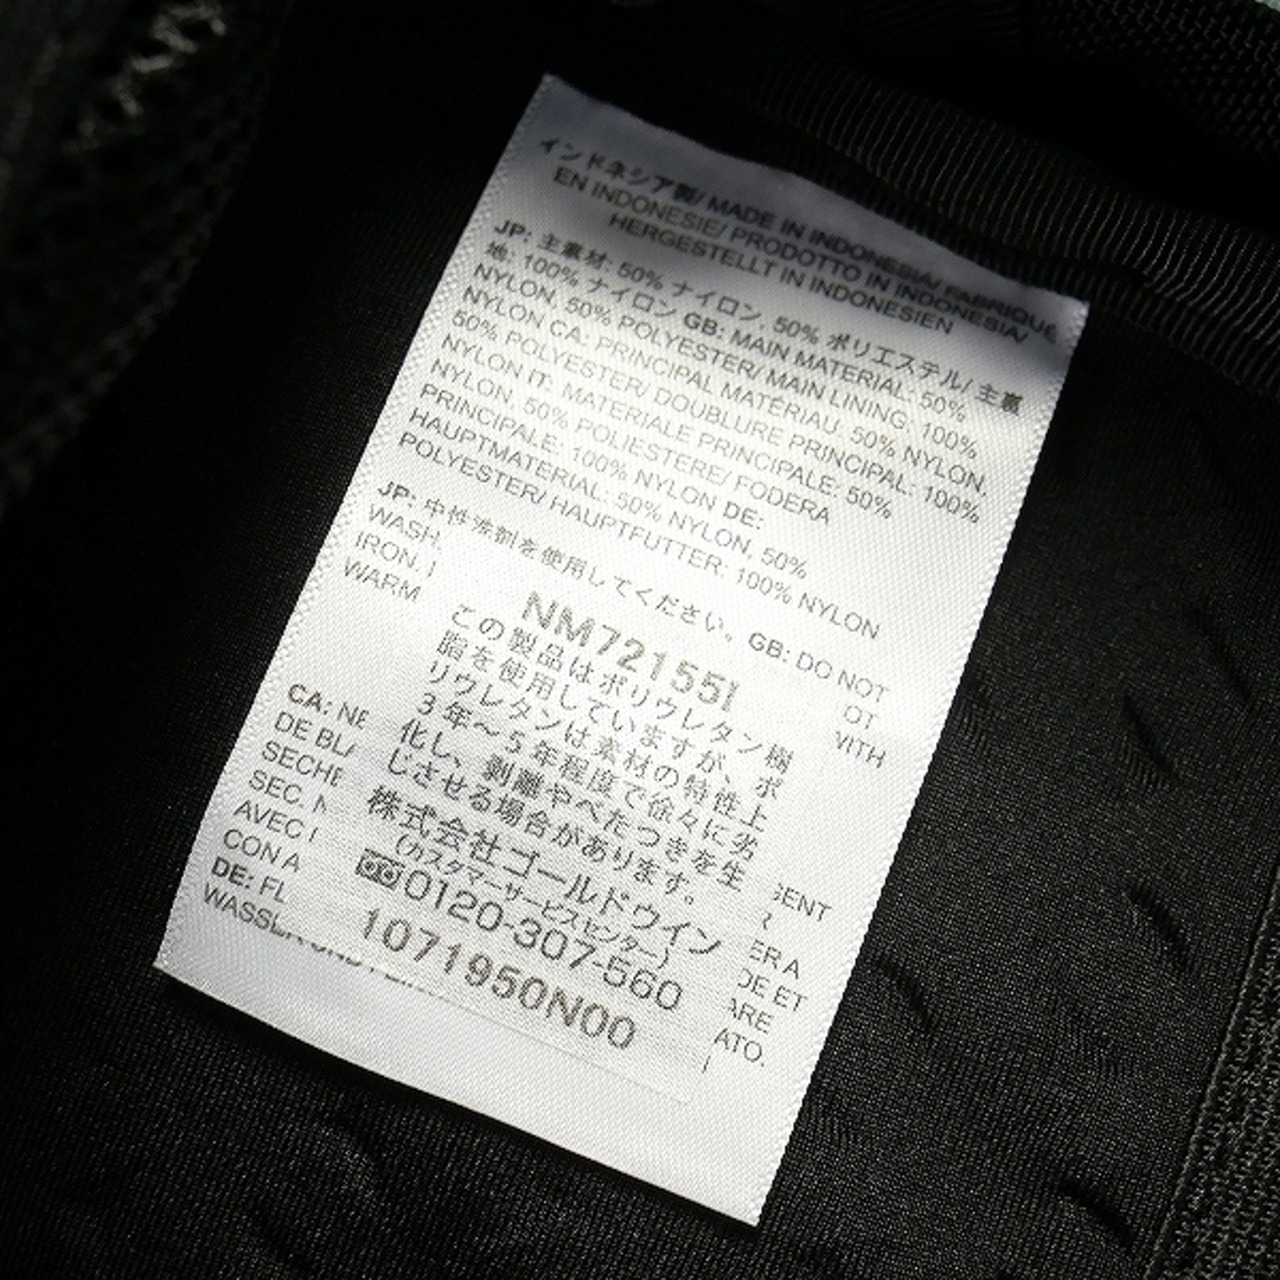 インドネシア製/ MADE IN INDONESIA/ FABRIQUÉ
EN INDONESIE/ PRODOTTO IN INDONESIA/
HERGESTELLT IN INDONESIEN
JP: 主素材: 50% ナイロン, 50% ポリエステル/ 主裏
地: 100% ナイロン GB: MAIN MATERIAL: 50%
NYLON, 50% POLYESTER/ MAIN LINING: 100%
NYLON CA: PRINCIPAL MATÉRIAU: 50% NYLON,
50% POLYESTER/ DOUBLURE PRINCIPAL: 100%
NYLON IT: MATERIALE PRINCIPALE: 50%
NYLON, 50% POLIESTERE/ FODERA
PRINCIPALE: 100% NYLON DE:
HAUPTMATERIAL: 50% NYLON, 50%
POLYESTER/ HAUPTFUTTER: 100% NYLON
JP: 中性洗剤を使用してください。 GB: DO NOT
WASH.
IRON.
WARM
OT
WITH
NM72155I
この製品はポリウレタン樹
脂を使用していますが、ポ
リウレタンは素材の特性上
3年〜5年程度で徐々に劣
化し、剥離やべたつきを生
じさせる場合があります。
株式会社ゴールドウイン
(カスタマーサービスセンター)
0120-307-560
1071950N00
CA:
DE
SEC.
AVEC
CON A
DE: FL
ER A
DE ET